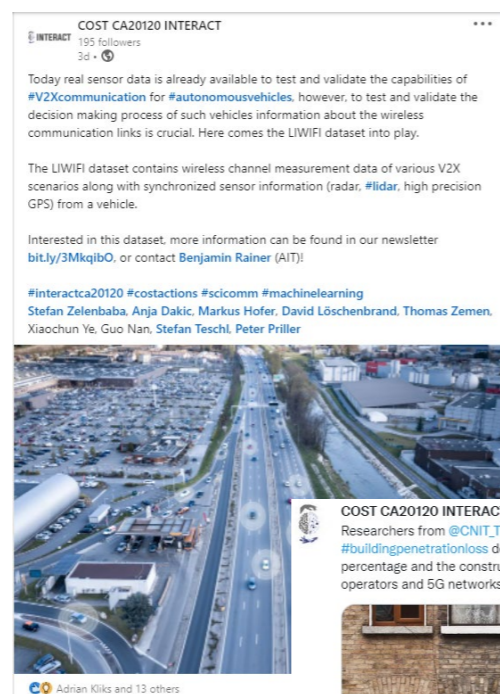 COST CA20120 INTERACT
INTERACT
195 followers
3d •
Today real sensor data is already available to test and validate the capabilities of
#V2Xcommunication for #autonomousvehicles, however, to test and validate the
decision making process of such vehicles information about the wireless
communication links is crucial. Here comes the LIWIFI dataset into play.
The LIWIFI dataset contains wireless channel measurement data of various V2X
scenarios along with synchronized sensor information (radar, #lidar, high precision
GPS) from a vehicle.
Interested in this dataset, more information can be found in our newsletter
bit.ly/3MkqibO, or contact Benjamin Rainer (AIT)!
#interactca20120 #costactions #scicomm #machinelearning
Stefan Zelenbaba, Anja Dakic, Markus Hofer, David Löschenbrand, Thomas Zemen,
Xiaochun Ye, Guo Nan, Stefan Teschl, Peter Priller
COST CA20120 INTERAC
Researchers from @CNIT_T
#buildingpenetrationloss d
percentage and the constru
operators and 5G networks
Adrian Kliks and 13 others